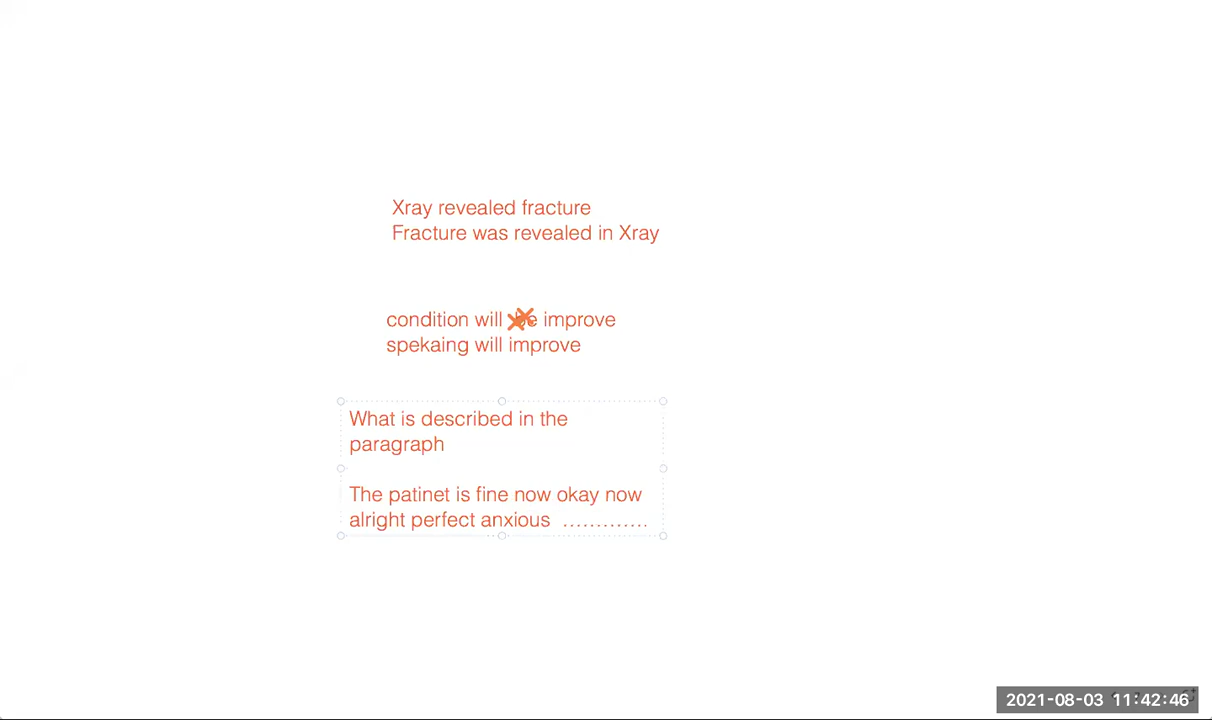 Xray revealed fracture
Fracture was revealed in Xray
condition will be improve
spekaing will improve
What is described in the
paragraph
The patinet is fine now okay now
alright perfect anxious .............
2021-08-03 11:42:46